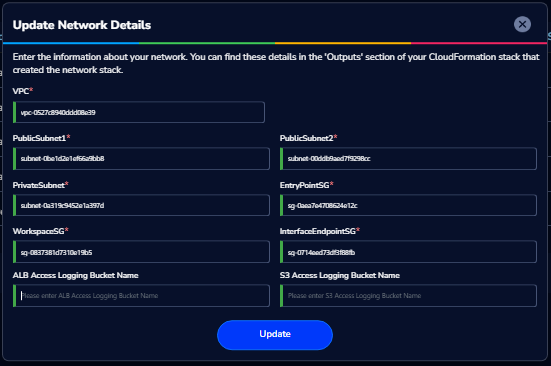 Update Network Details
Enter the information about your network. You can find these details in the 'Outputs' section of your CloudFormation stack that
created the network stack.
VPC*
vpc-0527c8940ddd08e39
PublicSubnet1* PublicSubnet2*
subnet-0be1d2e1ef66a9bb8 subnet-00ddb9aed7f9298cc
PrivateSubnet* EntryPointSG*
subnet-0a319c9452e1a397d sg-0aea7e4708624e12c
WorkspaceSG* InterfaceEndpointSG*
sg-0837381d7310e19b5 sg-0714eed73df3f88fb
ALB Access Logging Bucket Name S3 Access Logging Bucket Name
Please enter ALB Access Logging Bucket Name Please enter S3 Access Logging Bucket Name
Update